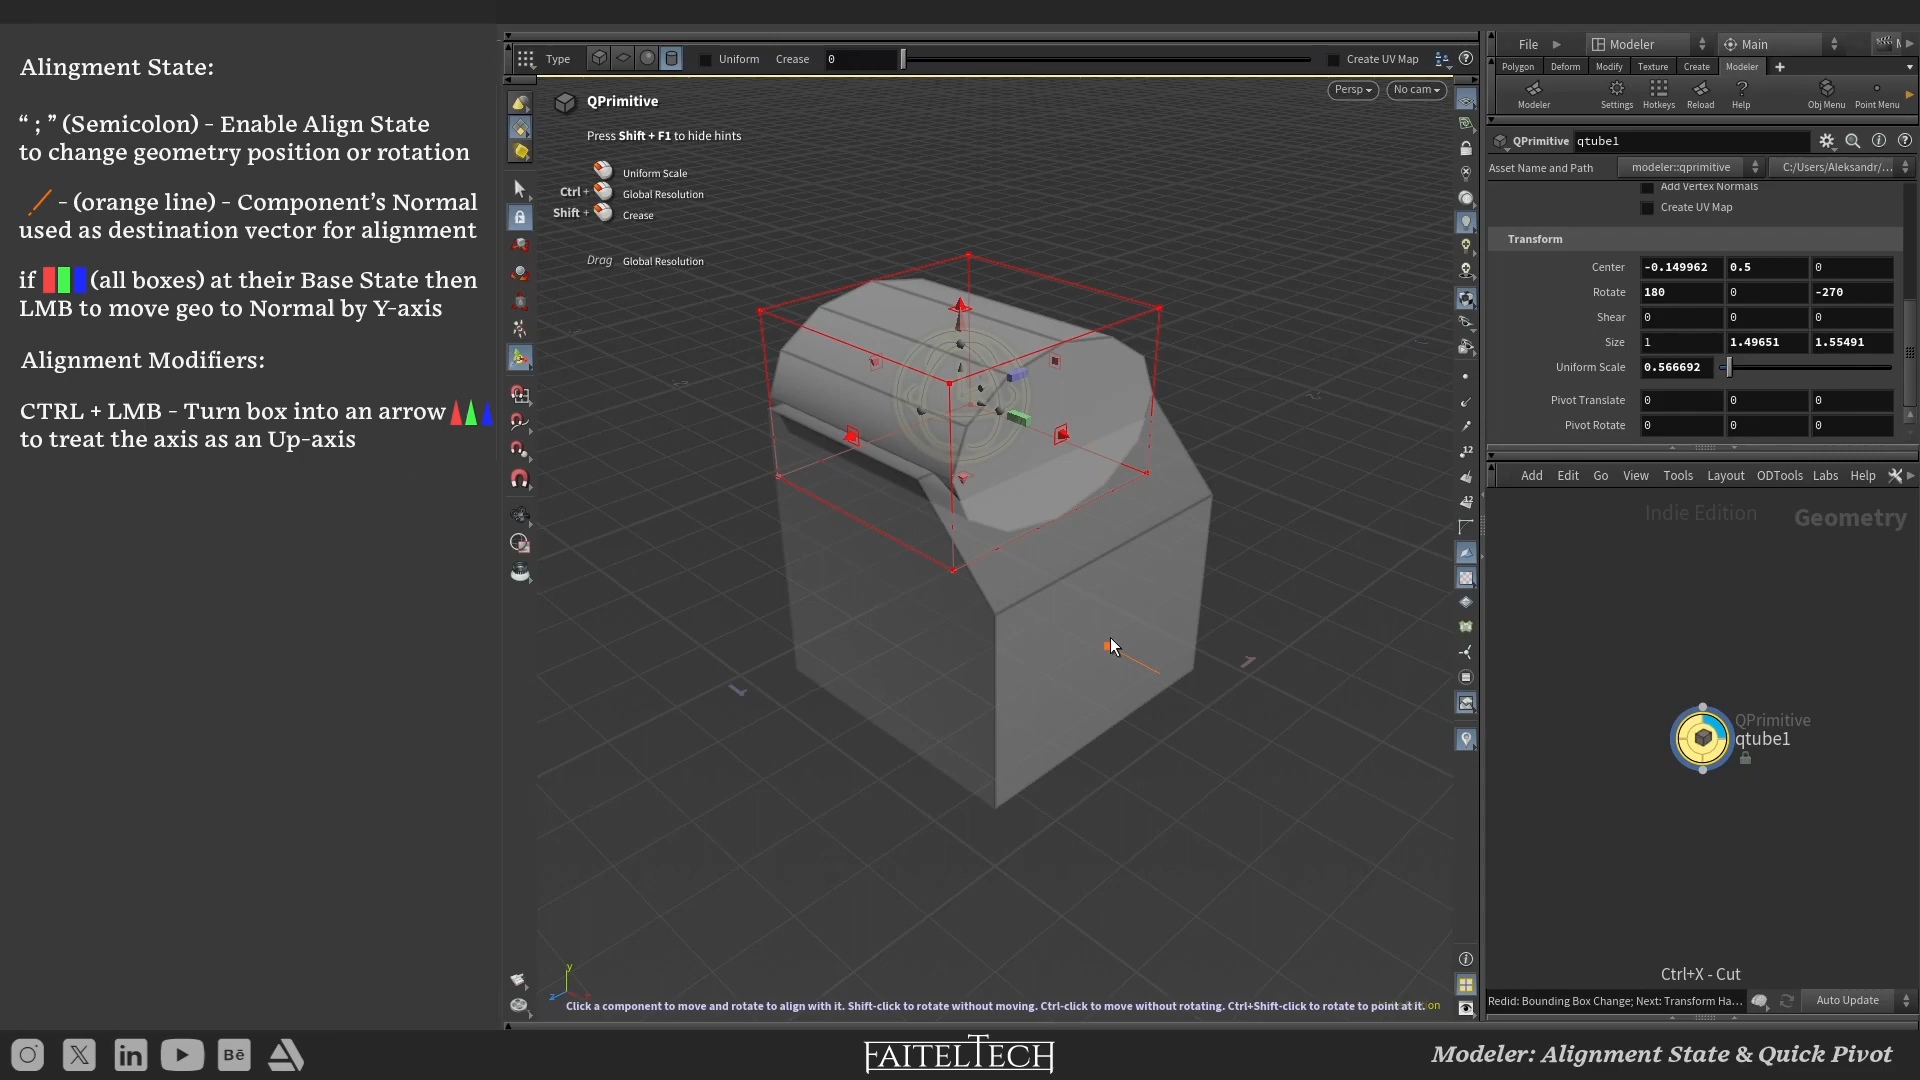 Alingment State:
“ ; ” (Semicolon) - Enable Align State
to change geometry position or rotation
- (orange line) - Component's Normal
used as destination vector for alignment
if (all boxes) at their Base State then
LMB to move geo to Normal by Y-axis
Alignment Modifiers:
CTRL + LMB - Turn box into an arrow
to treat the axis as an Up-axis
Type
Uniform
Crease
0
Create UV Map
QPrimitive
Press Shift + F1 to hide hints
Uniform Scale
Ctrl + Global Resolution
Shift + Crease
Drag Global Resolution
Persp
No cam
Click a component to move and rotate to align with it. Shift-click to rotate without moving. Ctrl-click to move without rotating. Ctrl+Shift-click to rotate to point at it.
y
z
File
Modeler
Main
Polygon Deform Modify Texture Create Modeler +
Modeler Settings Hotkeys Reload Help Obj Menu Point Menu
QPrimitive qtube1
Asset Name and Path modeler::qprimitive C:/Users/Aleksandr/...
Add Vertex Normals
Create UV Map
Transform
Center -0.149962 0.5 0
Rotate 180 0 -270
Shear 0 0 0
Size 1 1.49651 1.55491
Uniform Scale 0.566692
Pivot Translate 0 0 0
Pivot Rotate 0 0 0
Add Edit Go View Tools Layout ODTools Labs Help
Indie Edition
Geometry
QPrimitive
qtube1
Ctrl+X - Cut
Redid: Bounding Box Change; Next: Transform Ha...
Auto Update
12
12
Bē
FAITELTECH
Modeler: Alignment State & Quick Pivot